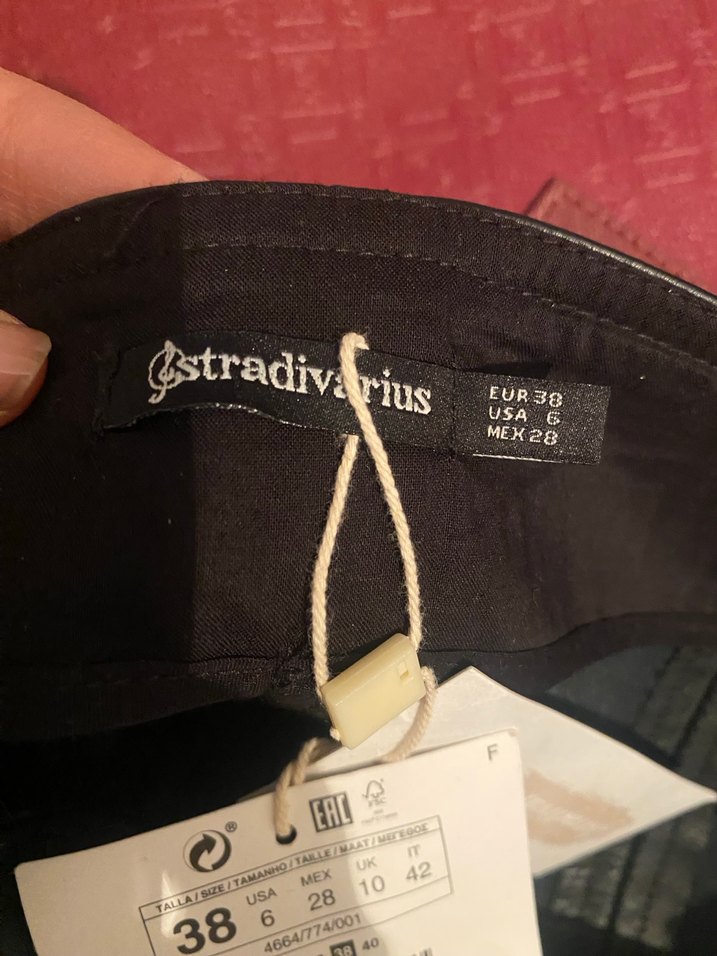 stradivarius
EUR 38
USA 6
MEX 28
F
®
EAC
FSC
TALLA / SIZE / TAMANHO / TAILLE / MAAT / ΜΕΓΕΘΟΣ
38 USA 6 MEX 28 UK 10 IT 42
4664/774/001
38 40